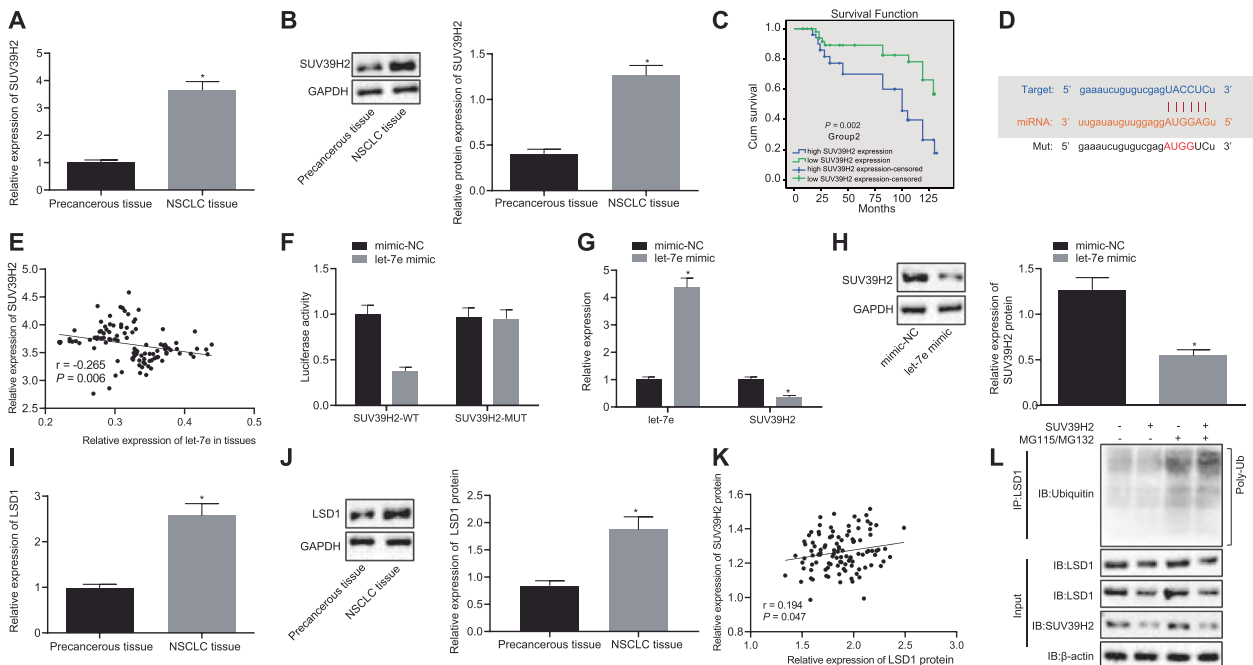 A
Relative expression of SUV39H2
5
4
3
2
1
0
Precancerous tissue
NSCLC tissue
*
B
SUV39H2
GAPDH
Precancerous tissue
NSCLC tissue
Relative protein expression of SUV39H2
1.5
1.0
0.5
0.0
Precancerous tissue
NSCLC tissue
*
C
Survival Function
Cum survival
1.0
0.8
0.6
0.4
0.2
0.0
P = 0.002
Group2
high SUV39H2 expression
low SUV39H2 expression
high SUV39H2 expression-censored
low SUV39H2 expression-censored
0 25 50 75 100 125
Months
D
Target: 5' gaaaucugugucgagUACCUCu 3'
miRNA: 3' uugauauguuggaggAUGGAGu 5'
Mut: 5' gaaaucugugucgagAUGGUCu 3'
E
Relative expression of SUV39H2
5.0
4.5
4.0
3.5
3.0
2.5
r = -0.265
P = 0.006
0.2 0.3 0.4 0.5
Relative expression of let-7e in tissues
F
mimic-NC
let-7e mimic
Luciferase activity
1.5
1.0
0.5
0.0
SUV39H2-WT
SUV39H2-MUT
G
mimic-NC
let-7e mimic
Relative expression
5
4
3
2
1
0
*
*
let-7e
SUV39H2
H
SUV39H2
GAPDH
mimic-NC
let-7e mimic
Relative expression of
SUV39H2 protein
1.5
1.0
0.5
0.0
*
I
Relative expression of LSD1
3
2
1
0
Precancerous tissue
NSCLC tissue
*
J
LSD1
GAPDH
Precancerous tissue
NSCLC tissue
Relative expression of LSD1 protein
2.5
2.0
1.5
1.0
0.5
0.0
Precancerous tissue
NSCLC tissue
*
K
Relative expression of SUV39H2 protein
1.6
1.5
1.4
1.3
1.2
1.1
1.0
0.9
0.8
r = 0.194
P = 0.047
1.0 1.5 2.0 2.5 3.0
Relative expression of LSD1 protein
L
SUV39H2 - + - +
MG115/MG132 - - + +
IP:LSD1
IB:Ubiquitin
Poly-Ub
Input
IB:LSD1
IB:LSD1
IB:SUV39H2
IB:β-actin